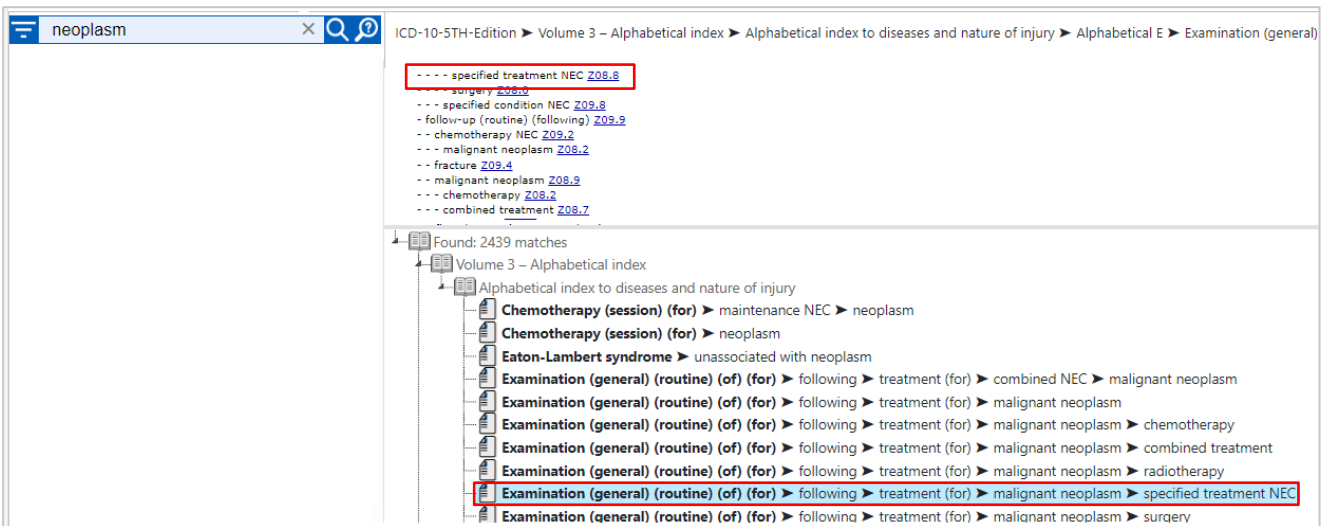 neoplasm
ICD-10-5TH-Edition ➤ Volume 3 – Alphabetical index ➤ Alphabetical index to diseases and nature of injury ➤ Alphabetical E ➤ Examination (general)
- - - - specified treatment NEC Z08.8
- - - - surgery Z08.0
- - - specified condition NEC Z09.8
- follow-up (routine) (following) Z09.9
- - chemotherapy NEC Z09.2
- - - malignant neoplasm Z08.2
- - fracture Z09.4
- - malignant neoplasm Z08.9
- - - chemotherapy Z08.2
- - - combined treatment Z08.7
Found: 2439 matches
Volume 3 – Alphabetical index
Alphabetical index to diseases and nature of injury
Chemotherapy (session) (for) ➤ maintenance NEC ➤ neoplasm
Chemotherapy (session) (for) ➤ neoplasm
Eaton-Lambert syndrome ➤ unassociated with neoplasm
Examination (general) (routine) (of) (for) ➤ following ➤ treatment (for) ➤ combined NEC ➤ malignant neoplasm
Examination (general) (routine) (of) (for) ➤ following ➤ treatment (for) ➤ malignant neoplasm
Examination (general) (routine) (of) (for) ➤ following ➤ treatment (for) ➤ malignant neoplasm ➤ chemotherapy
Examination (general) (routine) (of) (for) ➤ following ➤ treatment (for) ➤ malignant neoplasm ➤ combined treatment
Examination (general) (routine) (of) (for) ➤ following ➤ treatment (for) ➤ malignant neoplasm ➤ radiotherapy
Examination (general) (routine) (of) (for) ➤ following ➤ treatment (for) ➤ malignant neoplasm ➤ specified treatment NEC
Examination (general) (routine) (of) (for) ➤ following ➤ treatment (for) ➤ malignant neoplasm ➤ surgery